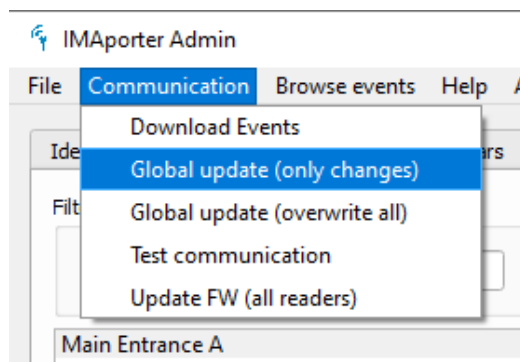 IMAporter Admin
File Communication Browse events Help
Download Events
Global update (only changes)
Global update (overwrite all)
Test communication
Update FW (all readers)
Main Entrance A